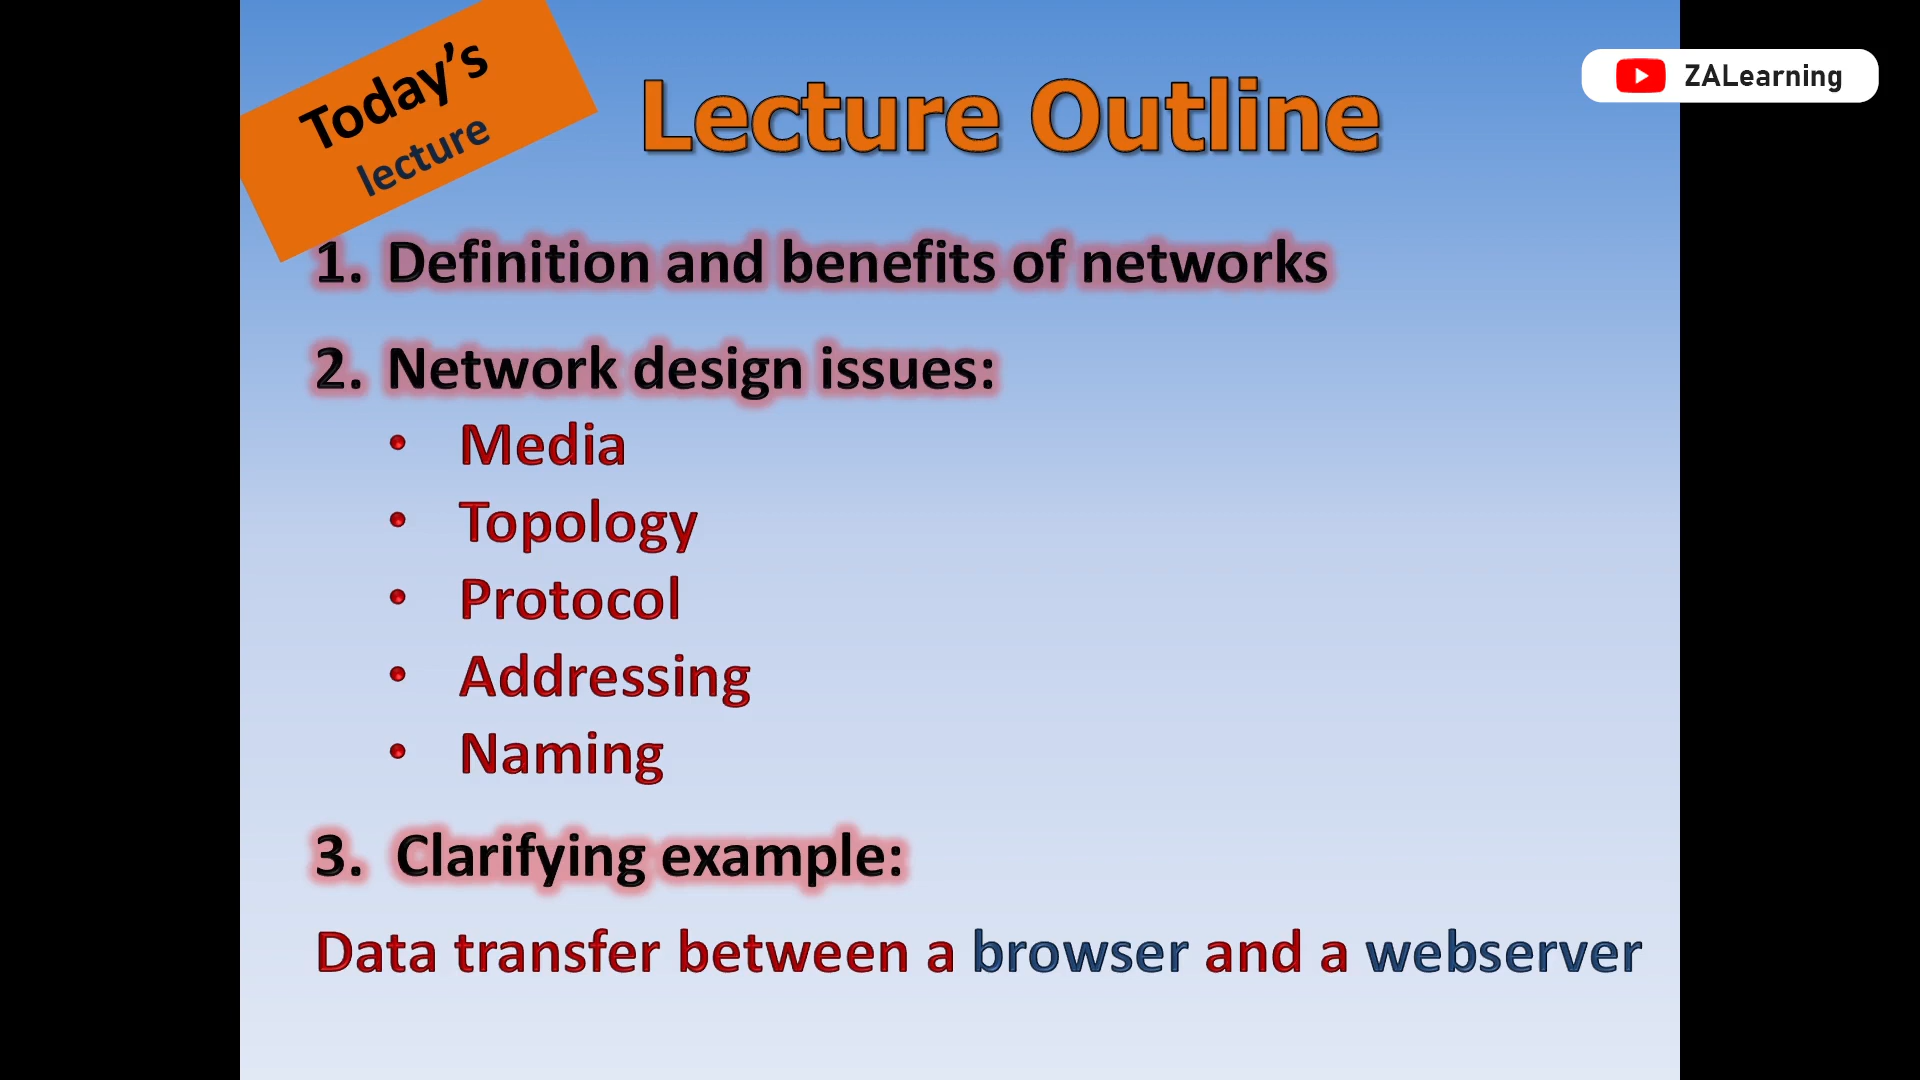 Today's
lecture
Lecture Outline
ZALearning
1. Definition and benefits of networks
2. Network design issues:
• Media
• Topology
• Protocol
• Addressing
• Naming
3. Clarifying example:
Data transfer between a browser and a webserver